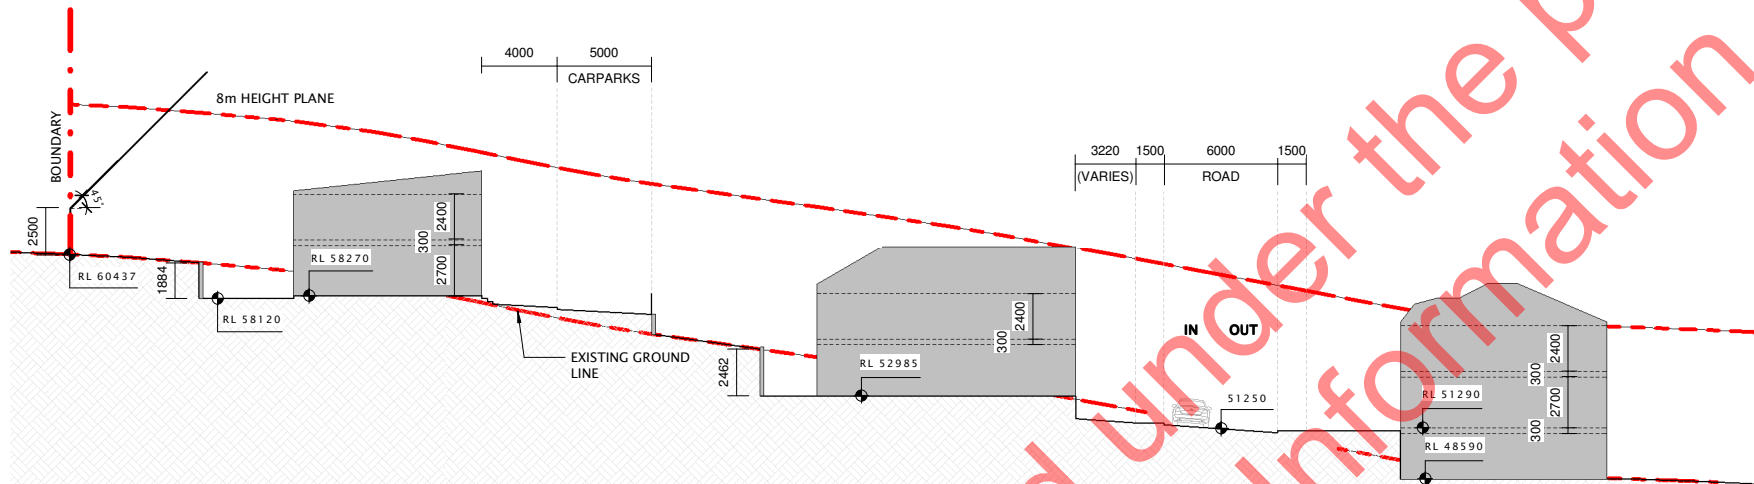 4000
5000
CARPARKS
8m HEIGHT PLANE
BOUNDARY
45°
2500
RL 60437
1884
RL 58120
RL 58270
2400
300
2700
EXISTING GROUND
LINE
2462
RL 52985
2400
300
3220
1500
6000
1500
(VARIES)
ROAD
IN
OUT
51250
2400
300
2700
300
RL 51290
RL 48590
under the p
Information